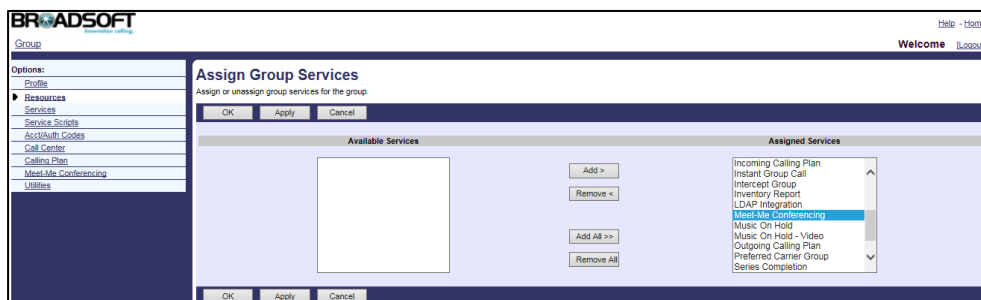 BROADSOFT
Innovation calling.
Help - Hom
Group
Welcome [Logou
Options:
Profile
Resources
Services
Service Scripts
Acct/Auth Codes
Call Center
Calling Plan
Meet-Me Conferencing
Utilities
Assign Group Services
Assign or unassign group services for the group.
OK Apply Cancel
Available Services
Assigned Services
Add >
Remove <
Add All >>
Remove All
Incoming Calling Plan
Instant Group Call
Intercept Group
Inventory Report
LDAP Integration
Meet-Me Conferencing
Music On Hold
Music On Hold - Video
Outgoing Calling Plan
Preferred Carrier Group
Series Completion
OK Apply Cancel